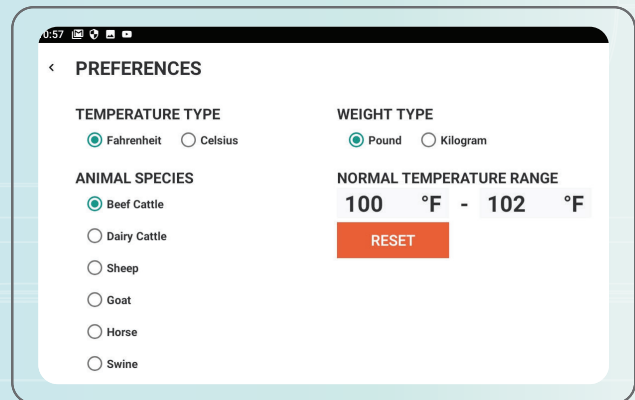 0:57
PREFERENCES
TEMPERATURE TYPE
Fahrenheit Celsius
WEIGHT TYPE
Pound Kilogram
ANIMAL SPECIES
Beef Cattle
Dairy Cattle
Sheep
Goat
Horse
Swine
NORMAL TEMPERATURE RANGE
100 °F - 102 °F
RESET